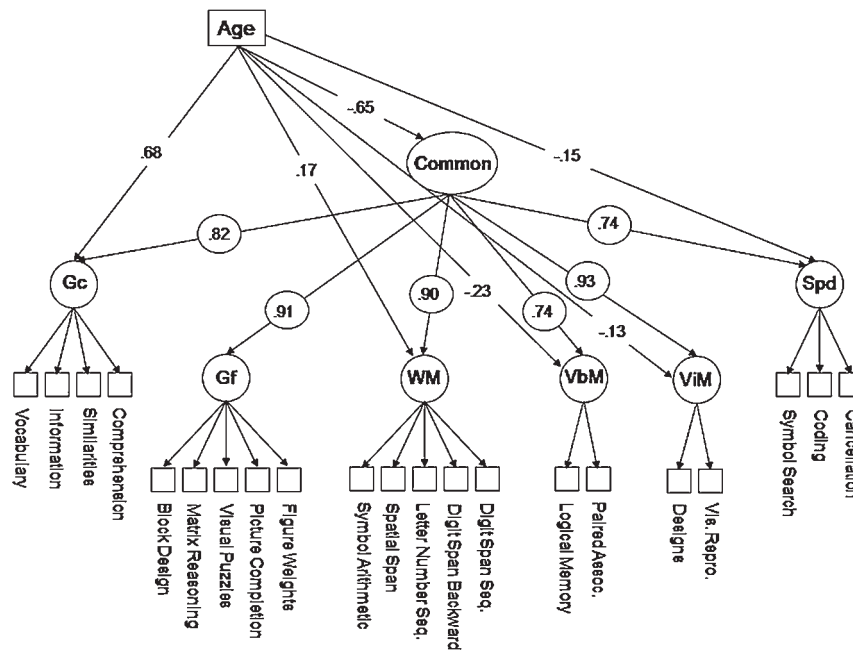 Age
-.65
.68
.17
Common
-.15
.82
.74
Gc
.91
.90
-.23
.74
.93
-.13
Spd
Gf
WM
VbM
ViM
Vocabulary
Information
Similarities
Comprehension
Block Design
Matrix Reasoning
Visual Puzzles
Picture Completion
Figure Weights
Symbol Arithmetic
Spatial Span
Letter Number Seq.
Digit Span Backward
Digit Span Seq.
Logical Memory
Paired Assoc.
Designs
Vis. Repro.
Symbol Search
Coding
Cancellation